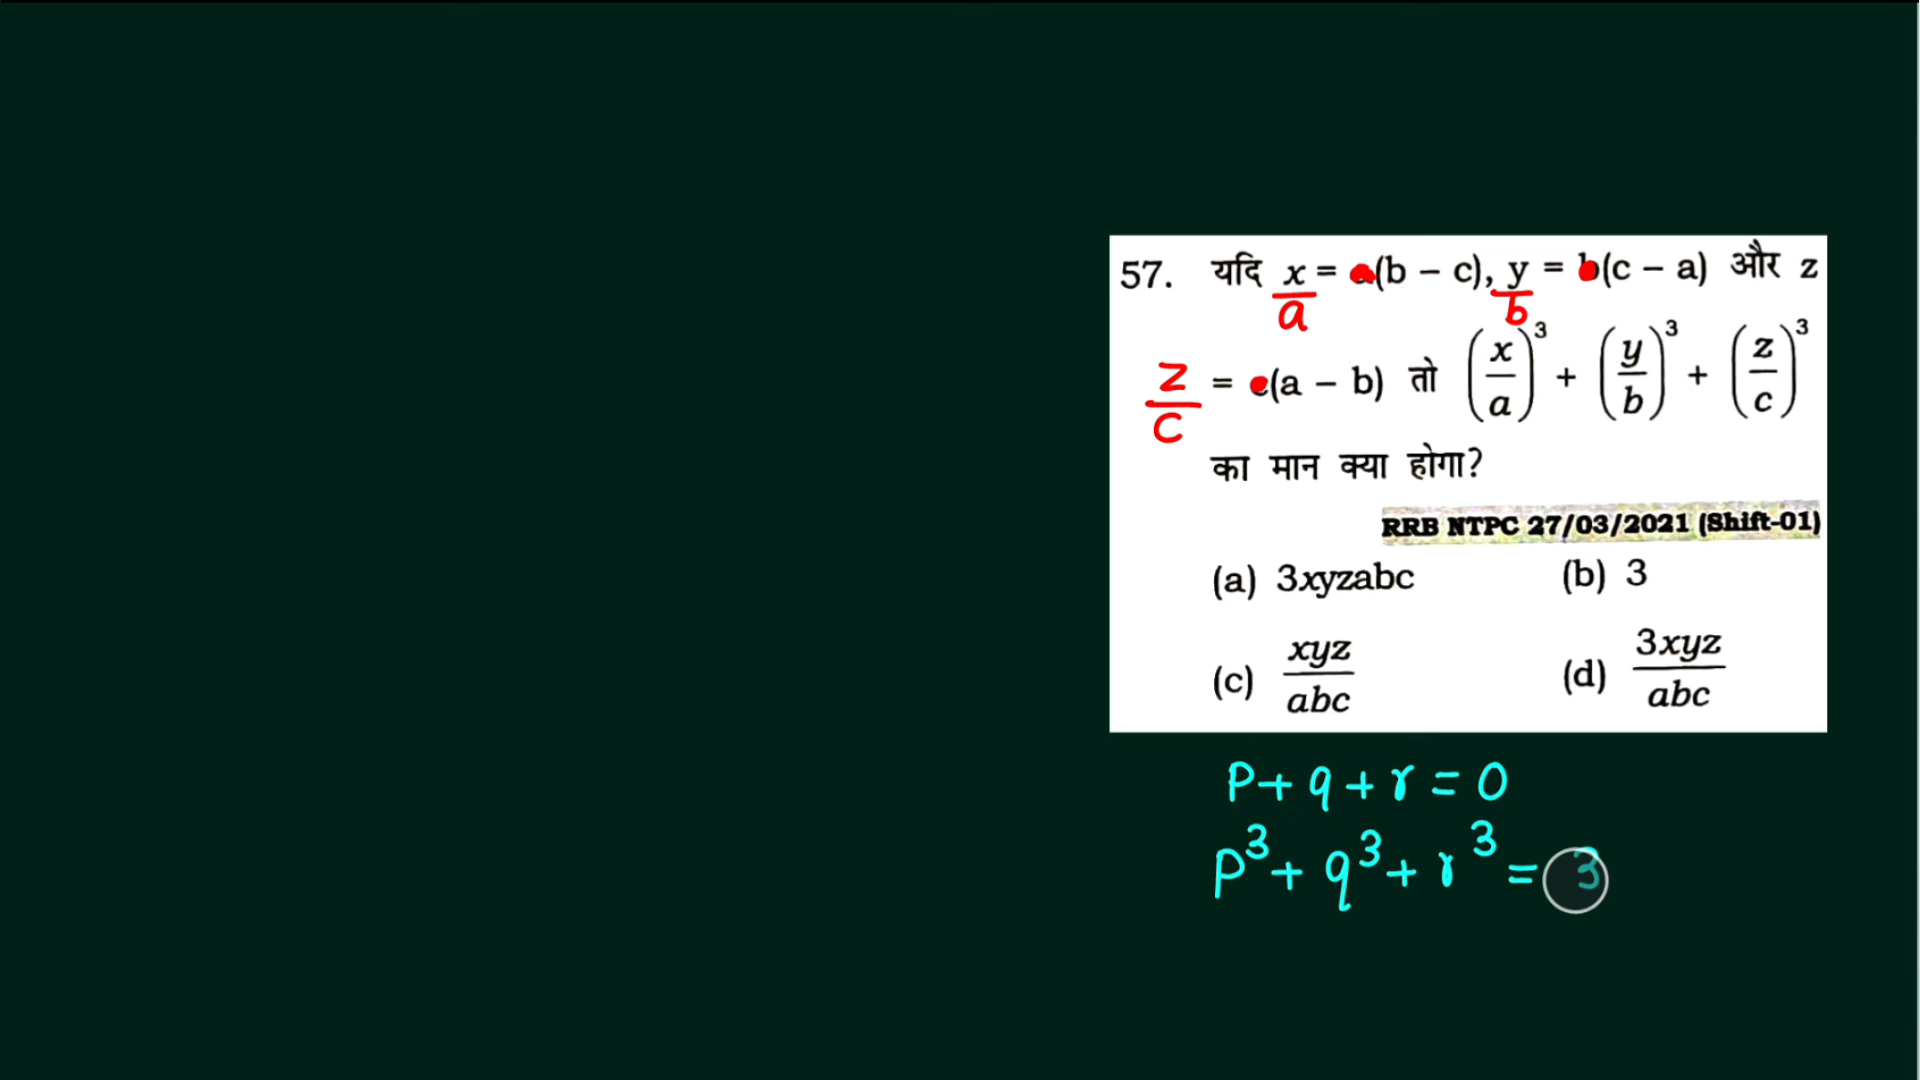 57. यदि x = a(b – c), y = b(c – a) और z
a b
z/c = c(a – b) तो (x/a)³ + (y/b)³ + (z/c)³
का मान क्या होगा?
RRB NTPC 27/03/2021 (Shift-01)
(a) 3xyzabc (b) 3
(c) xyz/abc (d) 3xyz/abc
p + q + r = 0
p³ + q³ + r³ = 3